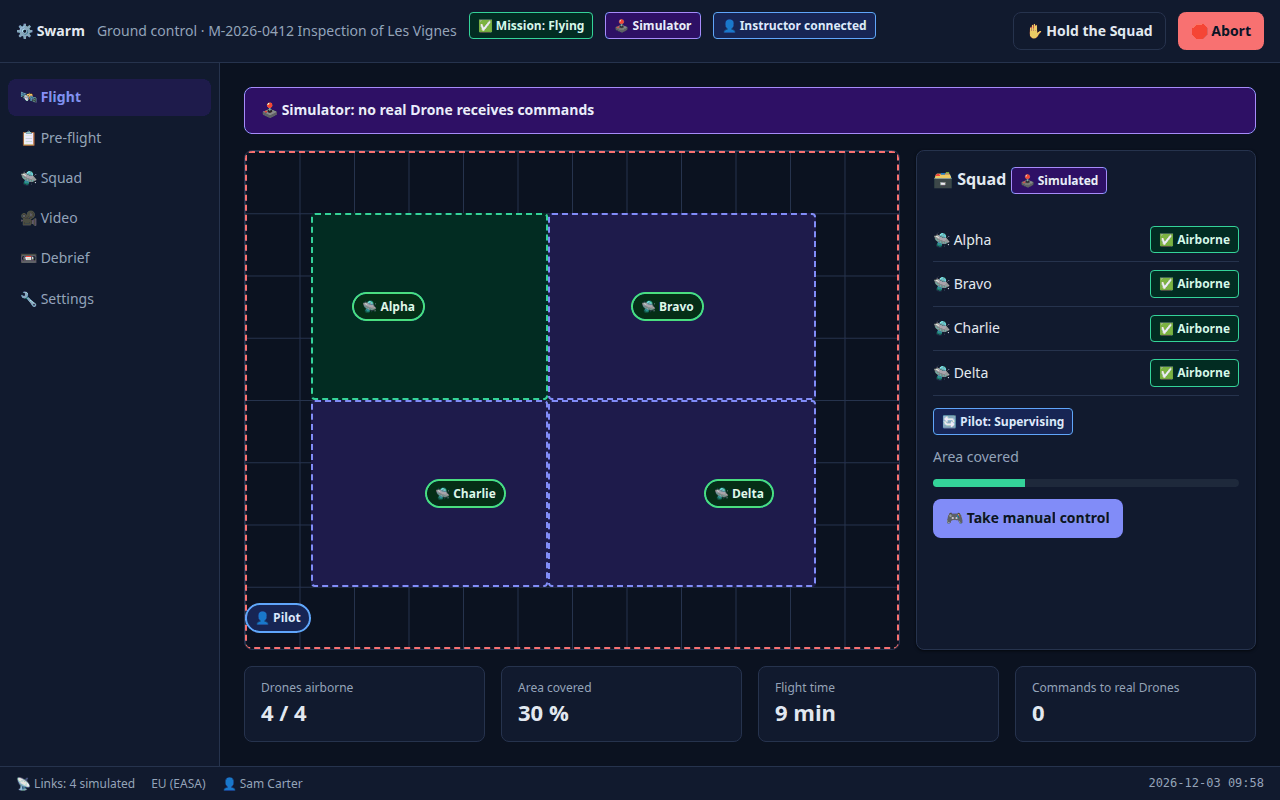 Swarm
Ground control · M-2026-0412 Inspection of Les Vignes
Mission: Flying
Simulator
Instructor connected
Hold the Squad
Abort
Flight
Pre-flight
Squad
Video
Debrief
Settings
Simulator: no real Drone receives commands
Alpha
Bravo
Charlie
Delta
Pilot
Squad
Simulated
Alpha
Airborne
Bravo
Airborne
Charlie
Airborne
Delta
Airborne
Pilot: Supervising
Area covered
Take manual control
Drones airborne
4 / 4
Area covered
30 %
Flight time
9 min
Commands to real Drones
0
Links: 4 simulated
EU (EASA)
Sam Carter
2026-12-03 09:58